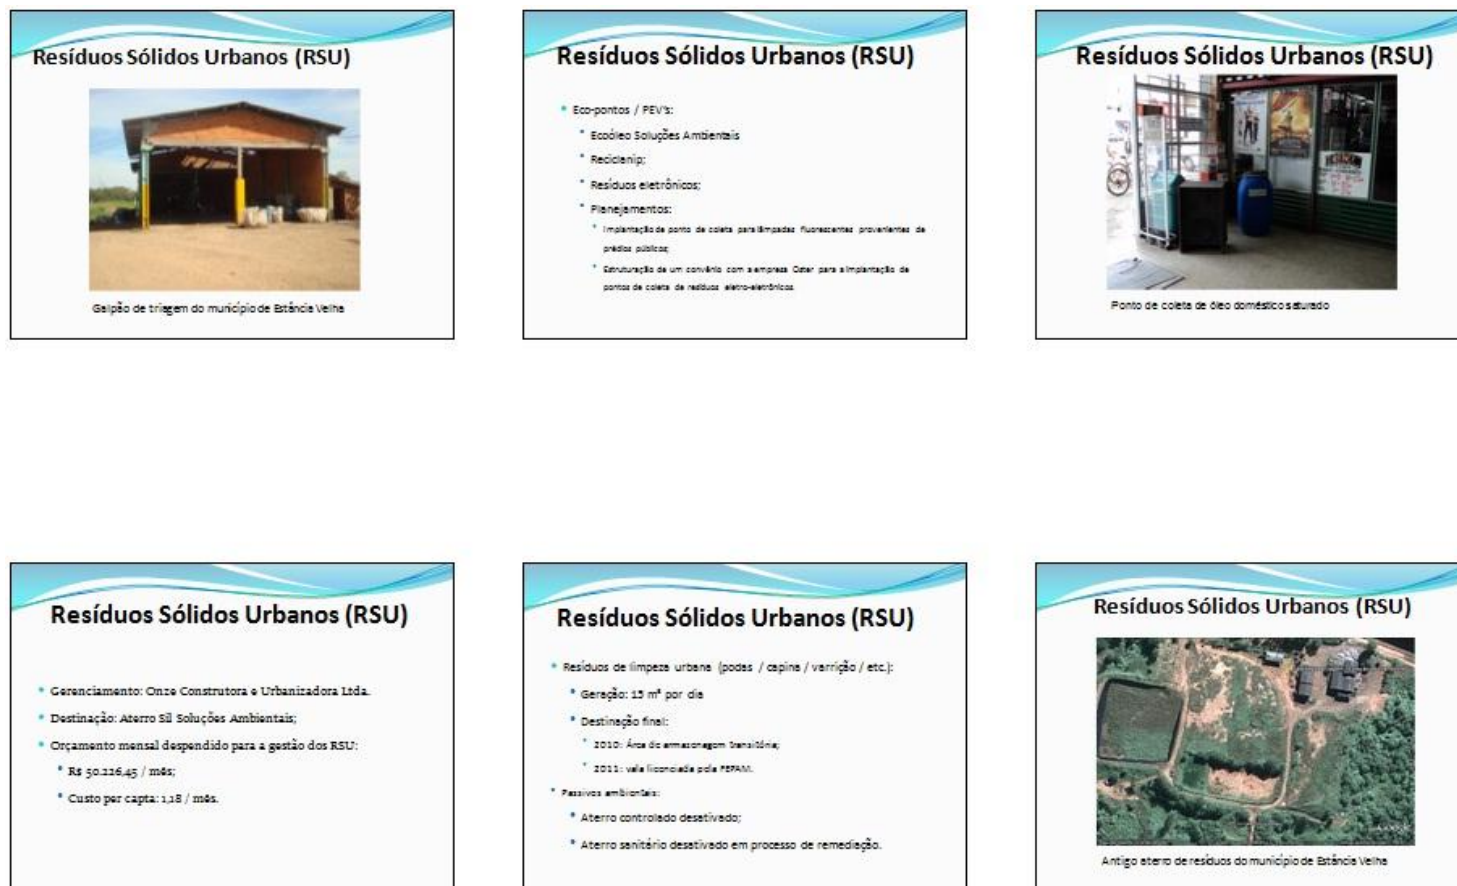 Resíduos Sólidos Urbanos (RSU)
Galpão de triagem do município de Estância Velha
Resíduos Sólidos Urbanos (RSU)
Eco-pontos / PEV's:
Ecoóleo Soluções Ambientais
Reciclanip;
Resíduos eletrônicos;
Planejamentos:
Implantação de ponto de coleta para lâmpadas fluorescentes provenientes de
prédios públicos;
Estruturação de um convênio com a empresa para a implantação de
pontos de coleta de resíduos eletro-eletrônicos
Resíduos Sólidos Urbanos (RSU)
Ponto de coleta de óleo doméstico saturado
Resíduos Sólidos Urbanos (RSU)
Gerenciamento: Onze Construtora e Urbanizadora Ltda.
Destinação: Aterro Sil Soluções Ambientais;
Orçamento mensal despendido para a gestão dos RSU:
R$ 50.226,45 / mês;
Custo per capta: 1,18 / mês.
Resíduos Sólidos Urbanos (RSU)
Resíduos de limpeza urbana (podas / capina / varrição / etc.):
Geração: 15 m³ por dia
Destinação final:
2010: Área de armazenagem transitória;
2011: vala licenciada pela FEPAM.
Passivos ambientais:
Aterro controlado desativado;
Aterro sanitário desativado em processo de remediação.
Resíduos Sólidos Urbanos (RSU)
Antigo aterro de resíduos do município de Estância Velha